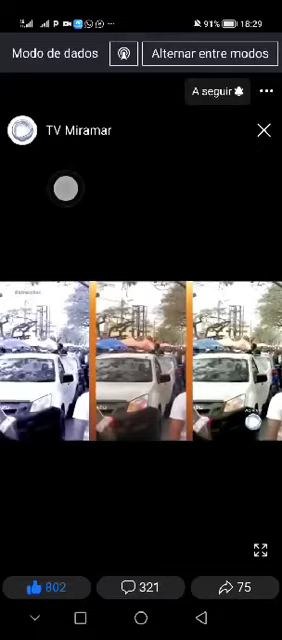 91% 18:29
Modo de dados Alternar entre modos
A seguir
TV Miramar
802 321 75